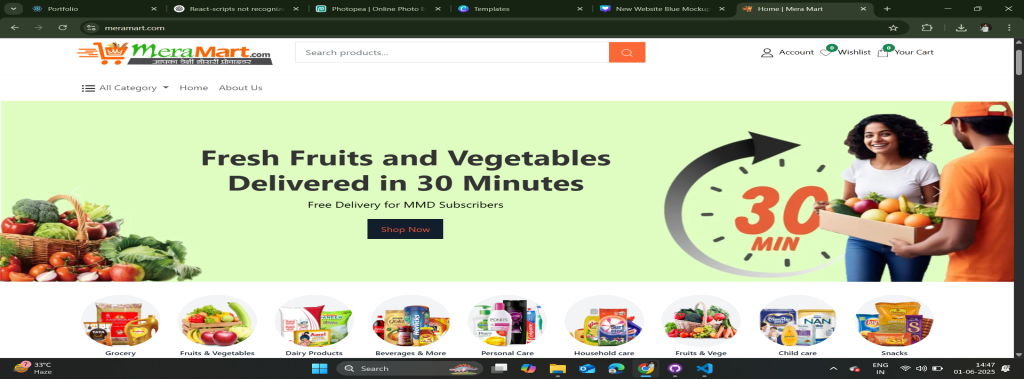 Portfolio
React-scripts not recognize
Photopea | Online Photo E
Templates
New Website Blue Mockup
Home | Mera Mart
meramart.com
MeraMart.com
आपका देशी ग्रोसरी प्रोवाइडर
Search products...
Account
0
Wishlist
0
Your Cart
All Category
Home
About Us
Fresh Fruits and Vegetables
Delivered in 30 Minutes
Free Delivery for MMD Subscribers
Shop Now
30
MIN
Grocery
Fruits & Vegetables
Dairy Products
Beverages & More
Personal Care
Household care
Fruits & Vege
Child care
Snacks
33°C
Haze
Search
ENG
IN
14:47
01-06-2025